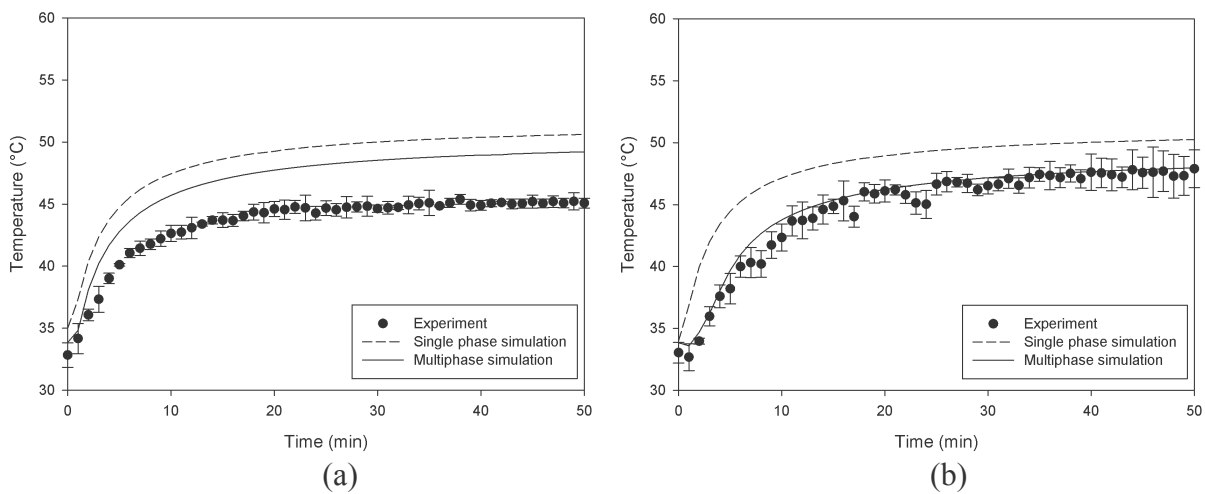 60
55
50
45
40
35
30
Temperature (°C)
0
10
20
30
40
50
Time (min)
Experiment
Single phase simulation
Multiphase simulation
(a)
60
55
50
45
40
35
30
Temperature (°C)
0
10
20
30
40
50
Time (min)
Experiment
Single phase simulation
Multiphase simulation
(b)